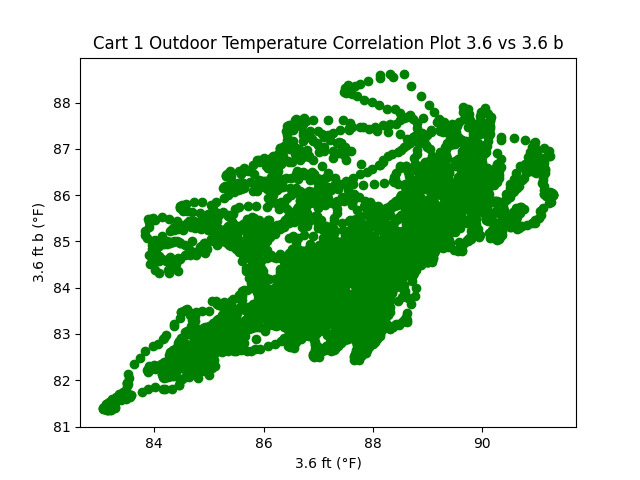 Cart 1 Outdoor Temperature Correlation Plot 3.6 vs 3.6 b
88
87
86
85
84
83
82
81
3.6 ft b (°F)
84 86 88 90
3.6 ft (°F)